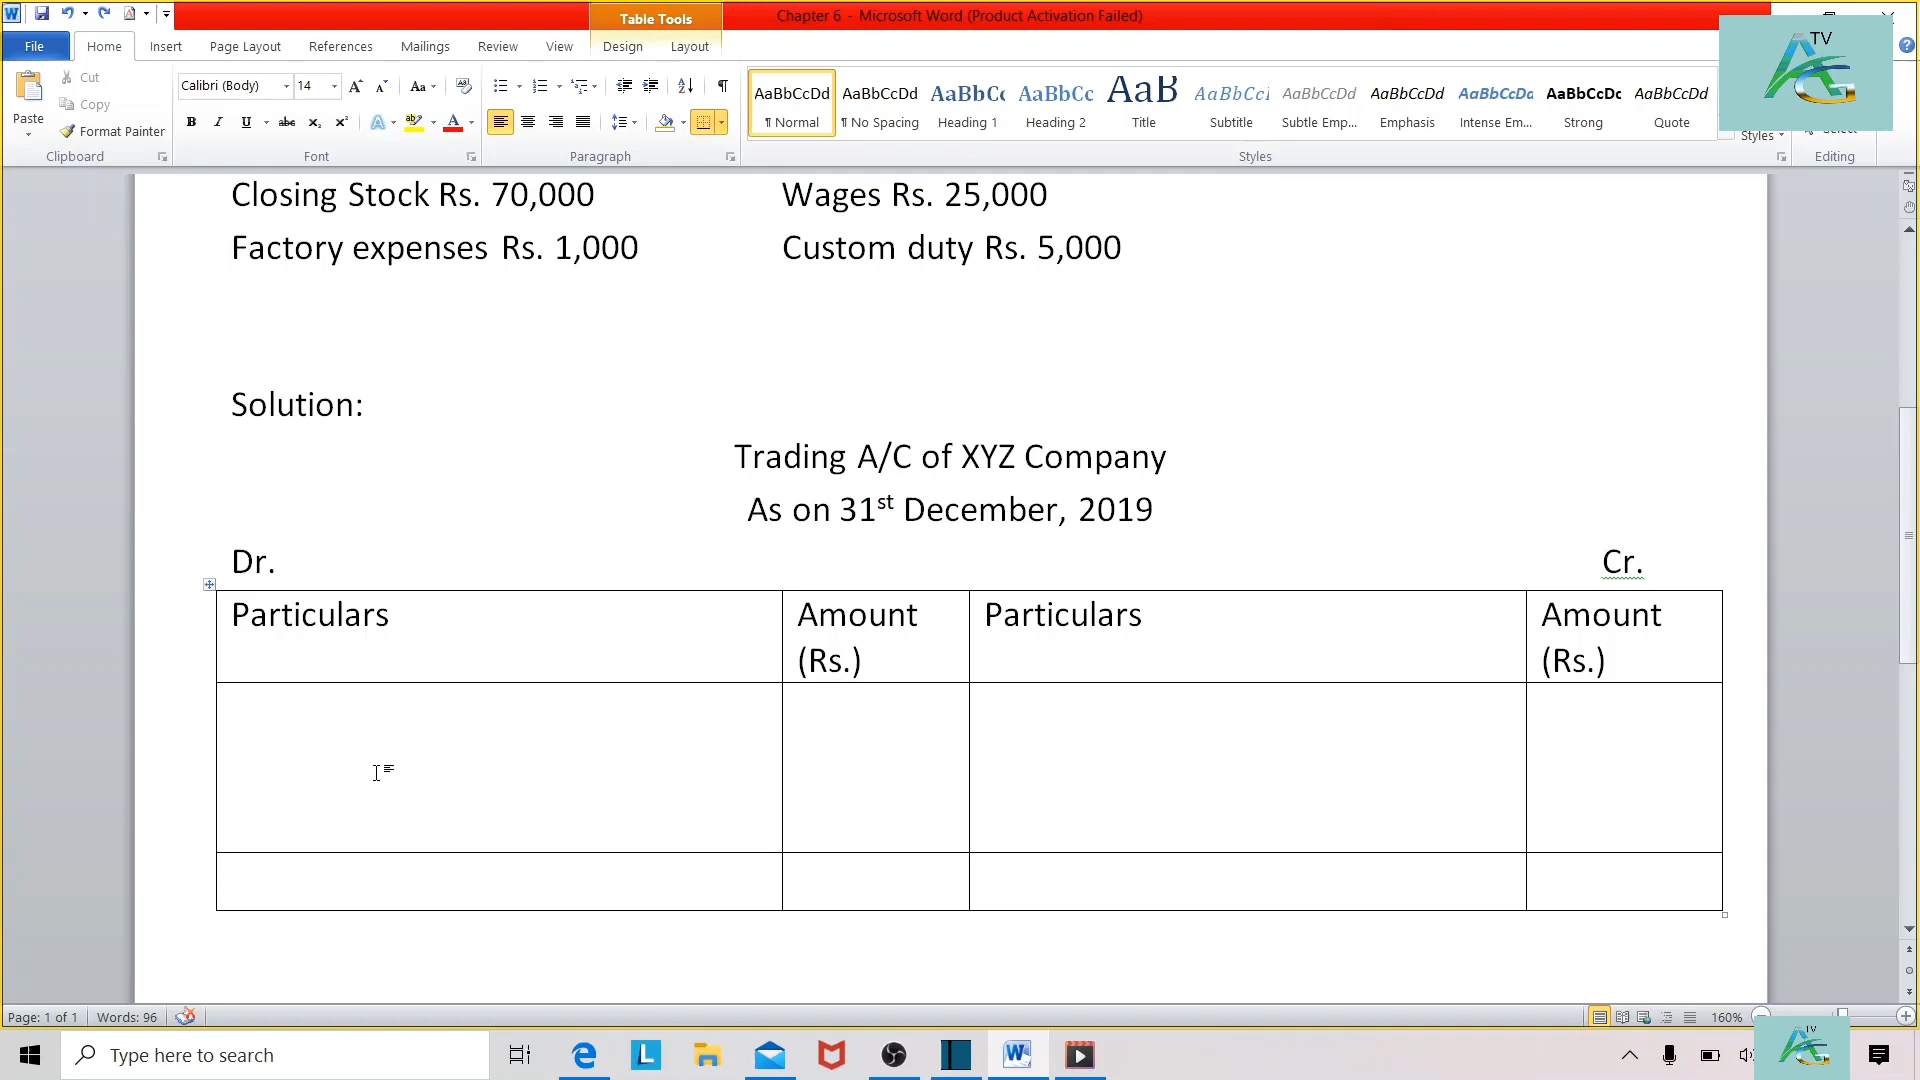 Table Tools
Chapter 6 - Microsoft Word (Product Activation Failed)
File Home Insert Page Layout References Mailings Review View Design Layout
Paste
Cut
Copy
Format Painter
Clipboard
Calibri (Body) 14
Font
Paragraph
AaBbCcDd AaBbCcDd AaBbCc AaBbCc AaB AaBbCcI AaBbCcDd AaBbCcDd AaBbCcDd AaBbCcDc AaBbCcDd
¶ Normal ¶ No Spacing Heading 1 Heading 2 Title Subtitle Subtle Emp... Emphasis Intense Em... Strong Quote
Styles
Styles
Editing
TV
Closing Stock Rs. 70,000 Wages Rs. 25,000
Factory expenses Rs. 1,000 Custom duty Rs. 5,000
Solution:
Trading A/C of XYZ Company
As on 31st December, 2019
Dr. Cr.
Particulars Amount (Rs.) Particulars Amount (Rs.)
Page: 1 of 1 Words: 96 160%
Type here to search
TV